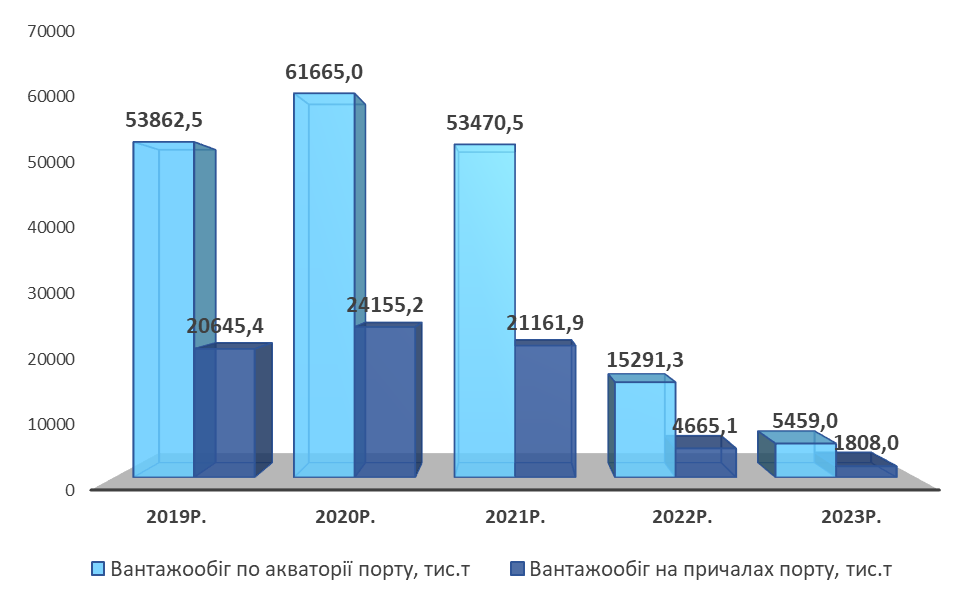 70000
60000
50000
40000
30000
20000
10000
0
53862,5
20645,4
61665,0
24155,2
53470,5
21161,9
15291,3
4665,1
5459,0
1808,0
2019Р.
2020Р.
2021Р.
2022Р.
2023Р.
Вантажообіг по акваторії порту, тис.т
Вантажообіг на причалах порту, тис.т